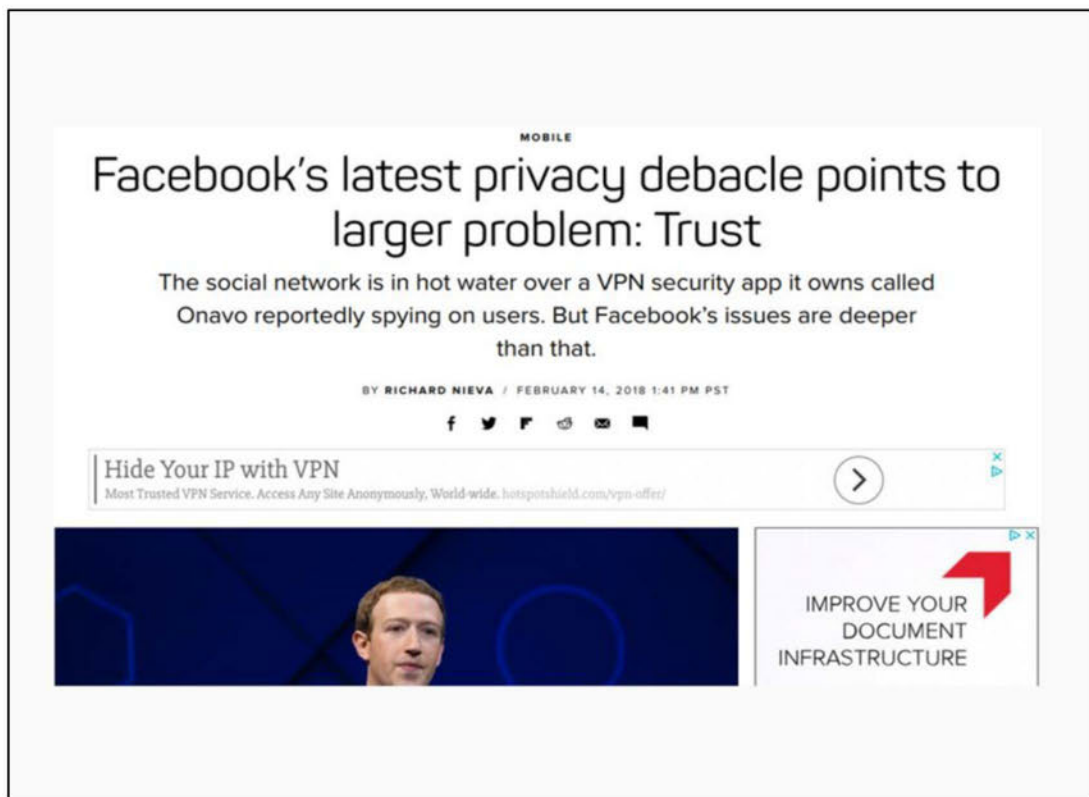 MOBILE
Facebook's latest privacy debacle points to
larger problem: Trust
The social network is in hot water over a VPN security app it owns called
Onavo reportedly spying on users. But Facebook's issues are deeper
than that.
BY RICHARD NIEVA / FEBRUARY 14, 2018 1:41 PM PST
Hide Your IP with VPN
Most Trusted VPN Service. Access Any Site Anonymously, World-wide. hotspotshield.com/vpn-offer/
IMPROVE YOUR
DOCUMENT
INFRASTRUCTURE